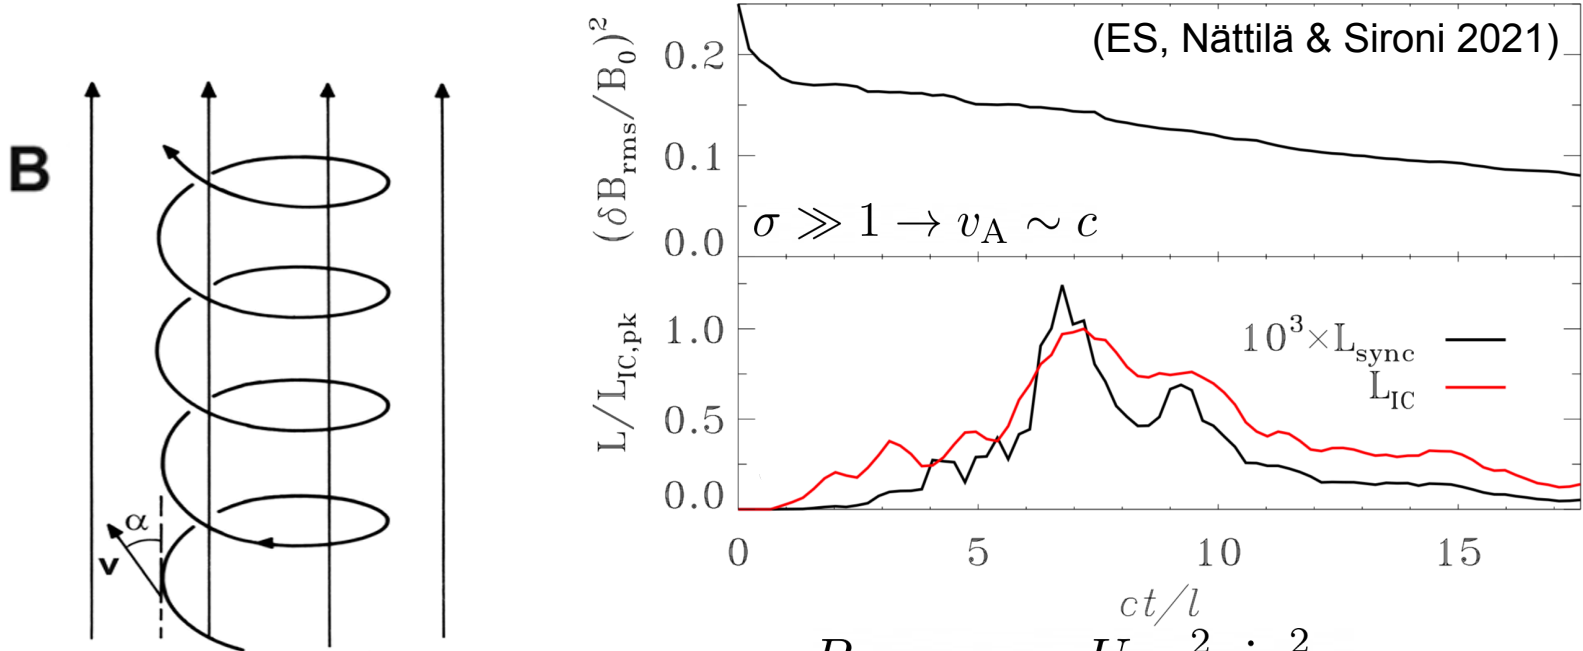 B
α
v
(ES, Nättilä & Sironi 2021)
(δB_rms/B_0)^2
0.2
0.1
0.0
σ ≫ 1 → v_A ∼ c
L/L_IC,pk
1.0
0.5
0.0
10^3×L_sync
L_IC
0 5 10 15
ct/l